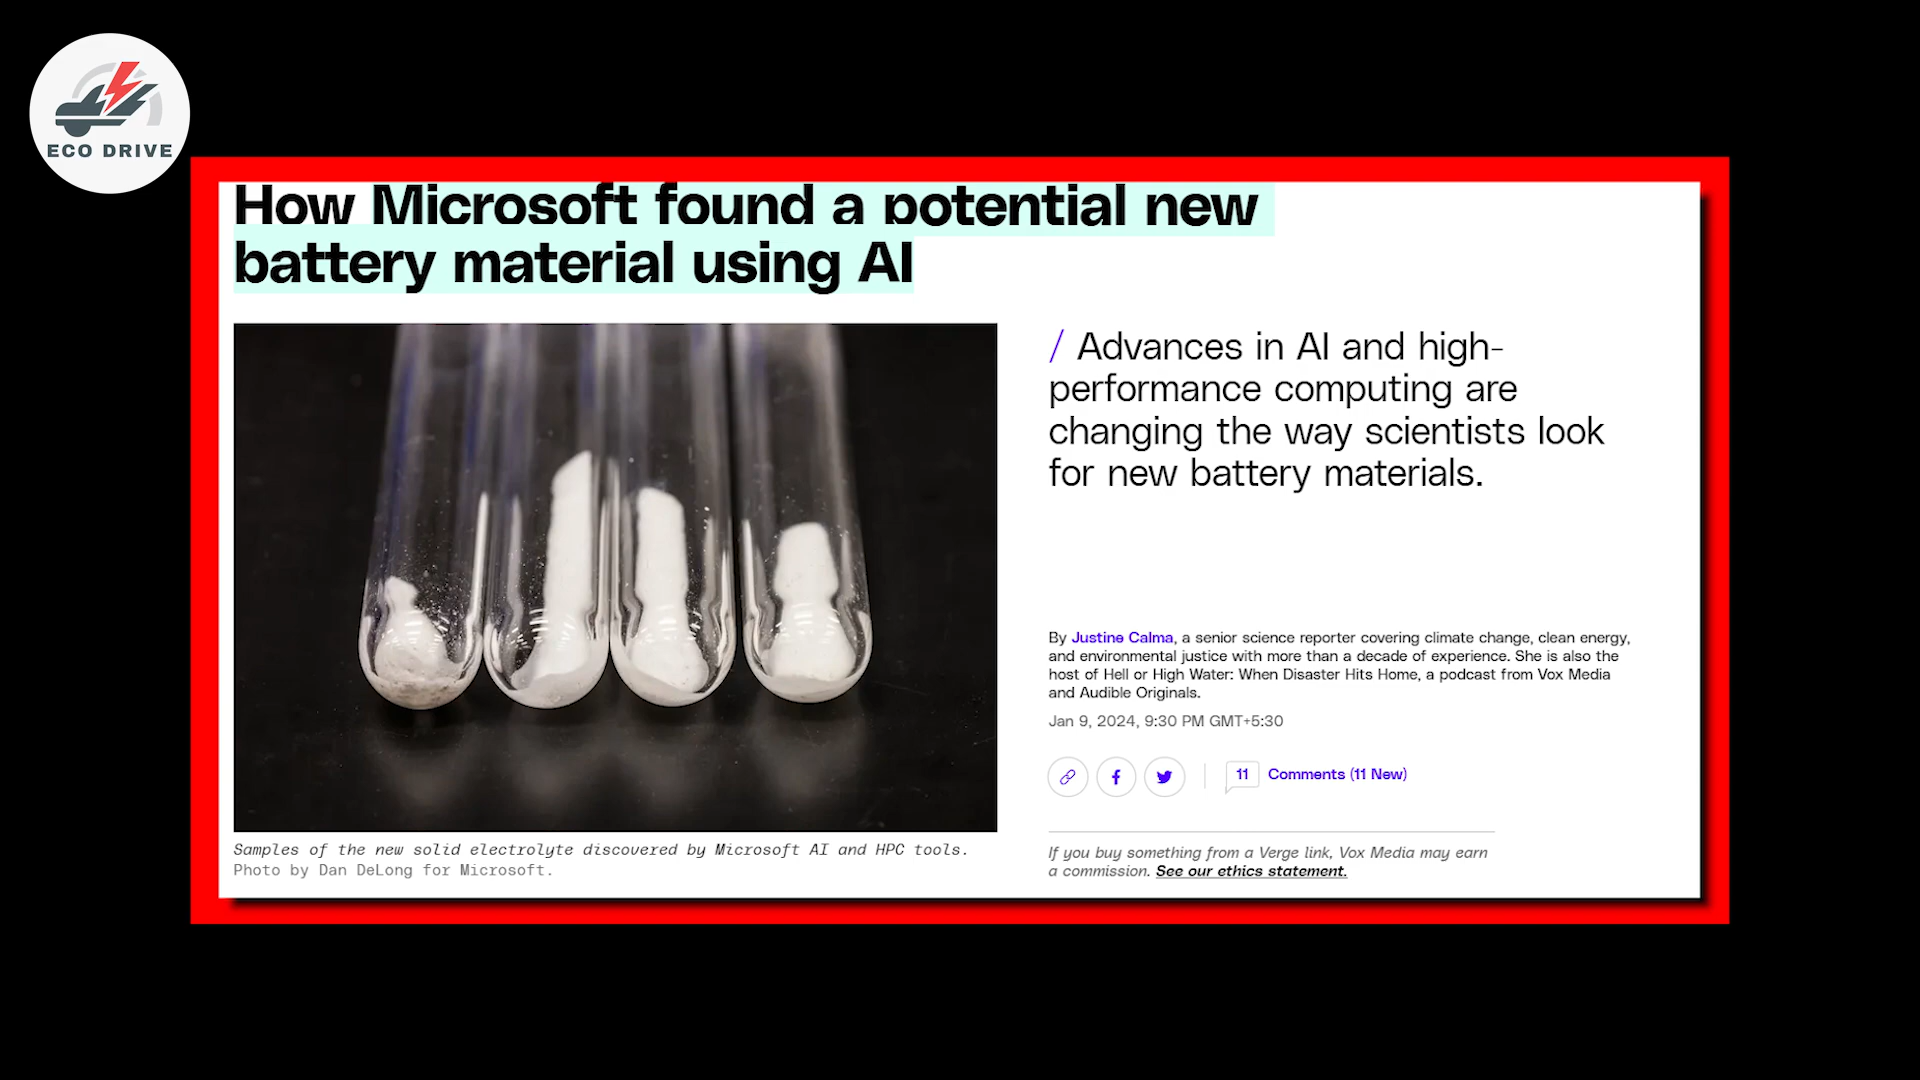 ECO DRIVE
How Microsoft found a potential new
battery material using AI
/ Advances in AI and high-
performance computing are
changing the way scientists look
for new battery materials.
By Justine Calma, a senior science reporter covering climate change, clean energy,
and environmental justice with more than a decade of experience. She is also the
host of Hell or High Water: When Disaster Hits Home, a podcast from Vox Media
and Audible Originals.
Jan 9, 2024, 9:30 PM GMT+5:30
11 Comments (11 New)
Samples of the new solid electrolyte discovered by Microsoft AI and HPC tools.
Photo by Dan DeLong for Microsoft.
If you buy something from a Verge link, Vox Media may earn
a commission. See our ethics statement.